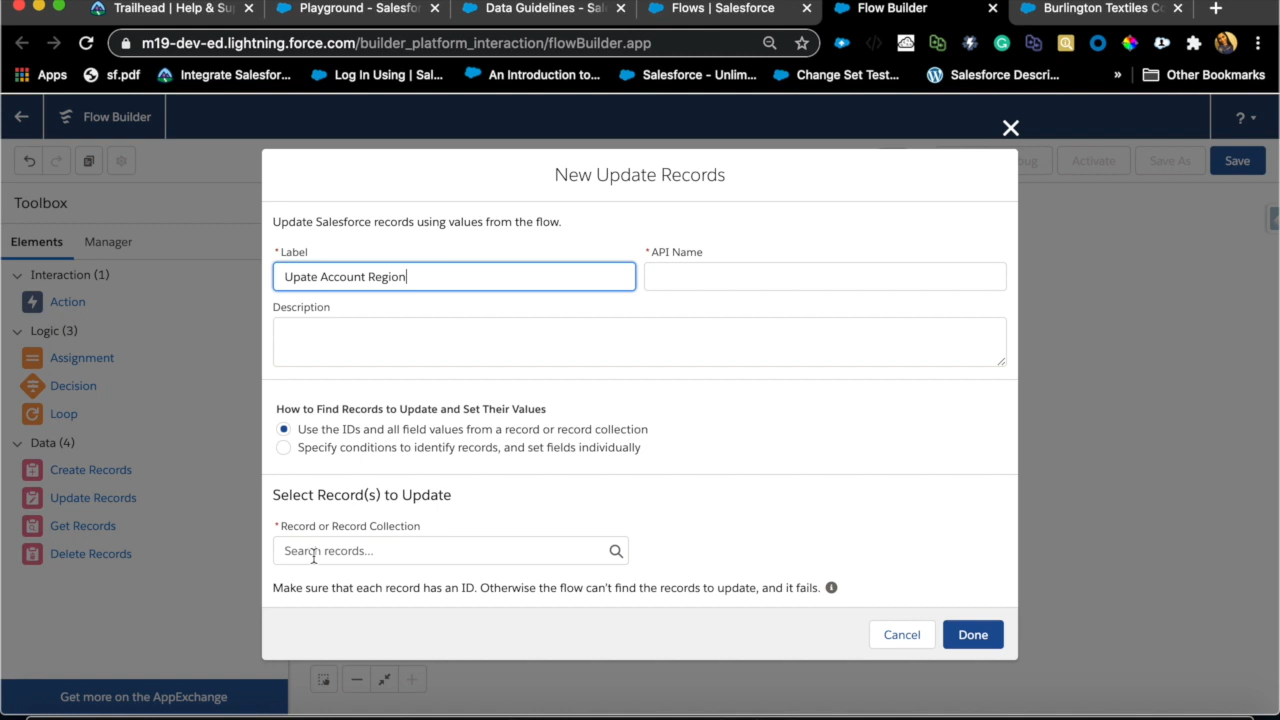 Trailhead | Help & Su
Playground - Salesfor
Data Guidelines - Sale
Flows | Salesforce
Flow Builder
Burlington Textiles Co
m19-dev-ed.lightning.force.com/builder_platform_interaction/flowBuilder.app
Apps
sf.pdf
Integrate Salesfor...
Log In Using | Sal...
An Introduction to...
Salesforce - Unlim...
Change Set Test...
Salesforce Descri...
»
Other Bookmarks
Flow Builder
?
bug
Activate
Save As
Save
Toolbox
Elements
Manager
Interaction (1)
Action
Logic (3)
Assignment
Decision
Loop
Data (4)
Create Records
Update Records
Get Records
Delete Records
Get more on the AppExchange
New Update Records
Update Salesforce records using values from the flow.
* Label
* API Name
Upate Account Region
Description
How to Find Records to Update and Set Their Values
Use the IDs and all field values from a record or record collection
Specify conditions to identify records, and set fields individually
Select Record(s) to Update
* Record or Record Collection
Search records...
Make sure that each record has an ID. Otherwise the flow can't find the records to update, and it fails.
Cancel
Done